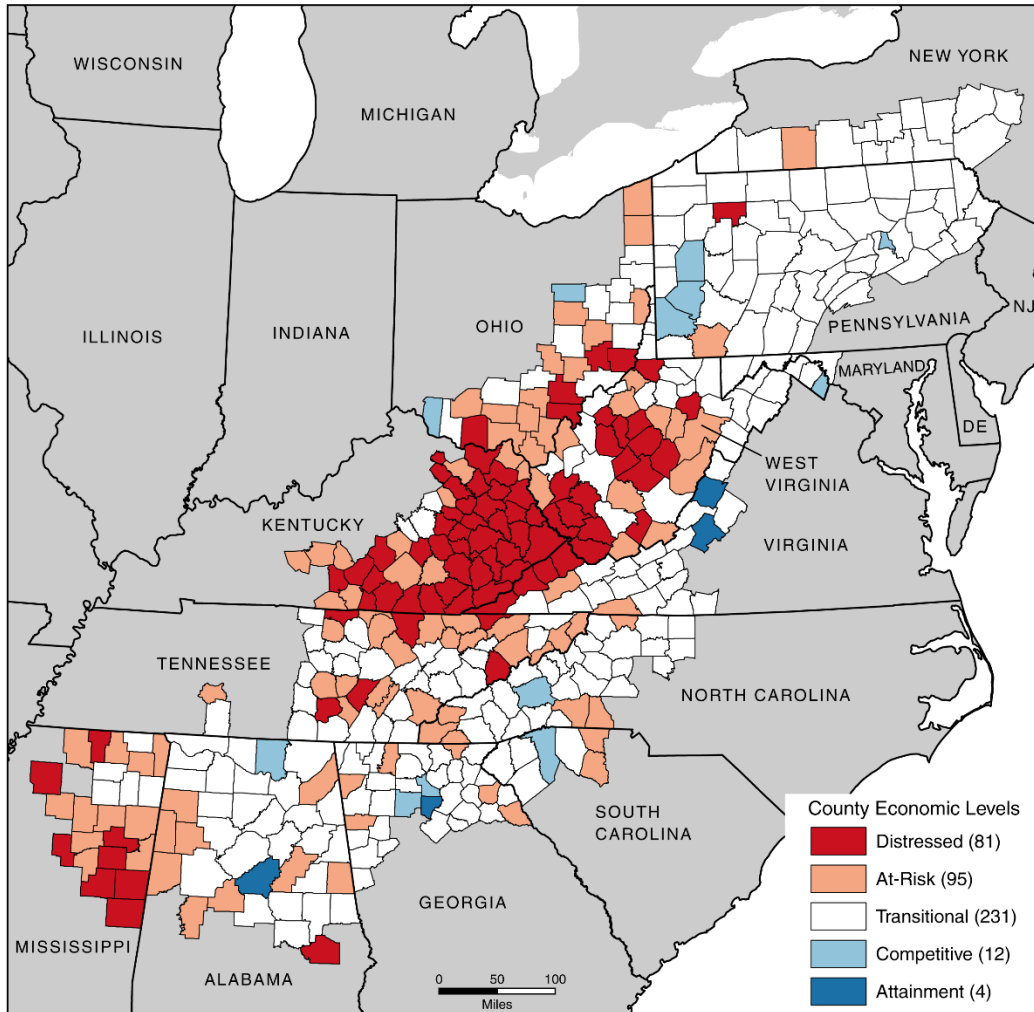 WISCONSIN
MICHIGAN
NEW YORK
ILLINOIS
INDIANA
OHIO
PENNSYLVANIA
NJ
MARYLAND
DE
WEST
VIRGINIA
KENTUCKY
VIRGINIA
TENNESSEE
NORTH CAROLINA
SOUTH
CAROLINA
GEORGIA
MISSISSIPPI
ALABAMA
0 50 100
Miles
County Economic Levels
Distressed (81)
At-Risk (95)
Transitional (231)
Competitive (12)
Attainment (4)